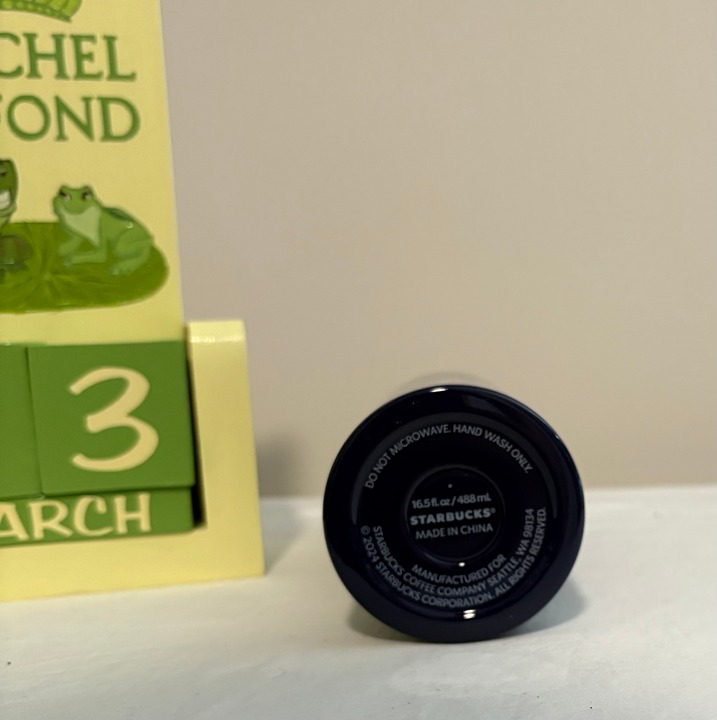 CHEL
FOND
3
ARCH
DO NOT MICROWAVE. HAND WASH ONLY.
16.5 fl. oz / 488 mL
STARBUCKS®
MADE IN CHINA
MANUFACTURED FOR
STARBUCKS COFFEE COMPANY SEATTLE, WA 98134
© 2024 STARBUCKS CORPORATION. ALL RIGHTS RESERVED.